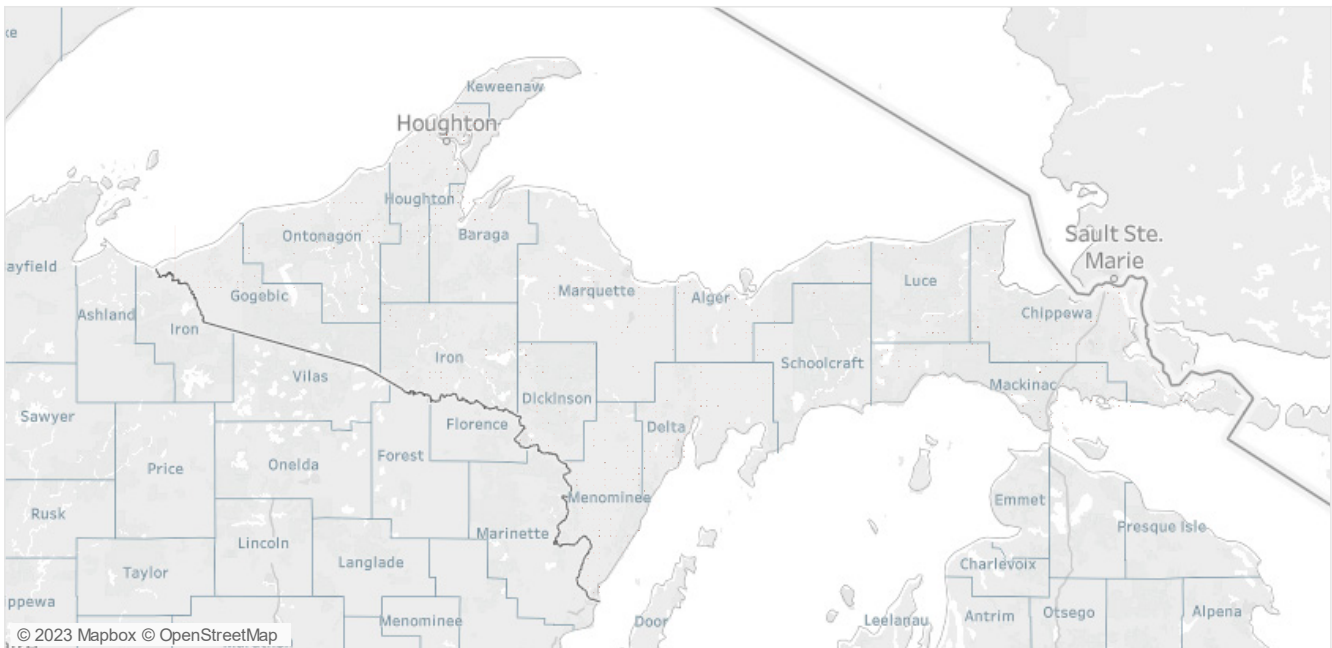 ke
Keweenaw
Houghton
Houghton
Ontonagon
Baraga
Sault Ste.
Marie
ayfield
Gogebic
Marquette
Alger
Luce
Ashland
Iron
Chippewa
Iron
Schoolcraft
Vilas
Dickinson
Mackinac
Sawyer
Florence
Delta
Forest
Price
Oneida
Menominee
Emmet
Rusk
Presque Isle
Lincoln
Marinette
Langlade
Charlevoix
Taylor
ppewa
Menominee
Door
Leelanau
Antrim
Otsego
Alpena
© 2023 Mapbox © OpenStreetMap